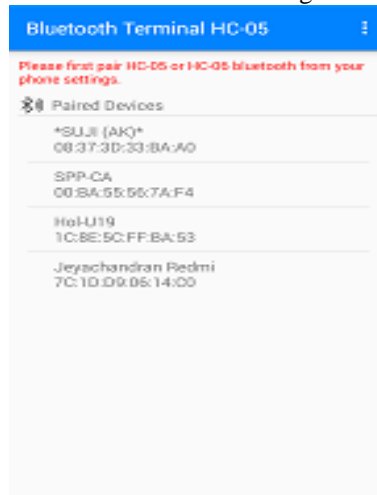 Bluetooth Terminal HC-05
Please first pair HC-05 or HC-06 bluetooth from your
phone settings.
Paired Devices
*SUJI (AK)*
08:37:3D:33:BA:A0
SPP-CA
00:BA:55:56:7A:F4
Hol-U19
1C:8E:5C:FF:BA:53
Jeyachandran Redmi
7C:1D:D9:06:14:C0